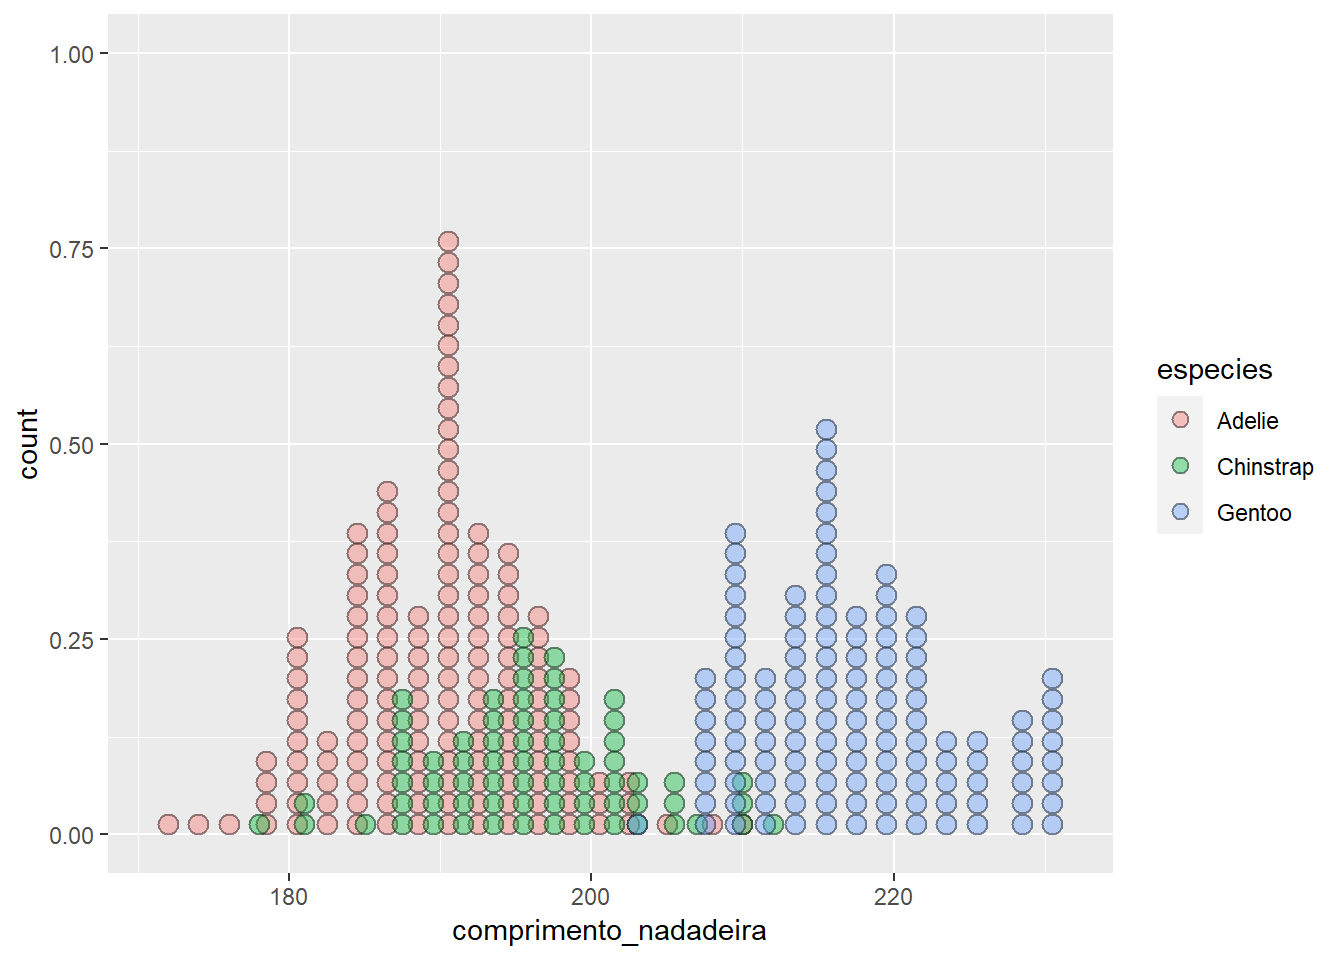 1.00
0.75
0.50
0.25
0.00
count
180 200 220
comprimento_nadadeira
especies
Adelie
Chinstrap
Gentoo